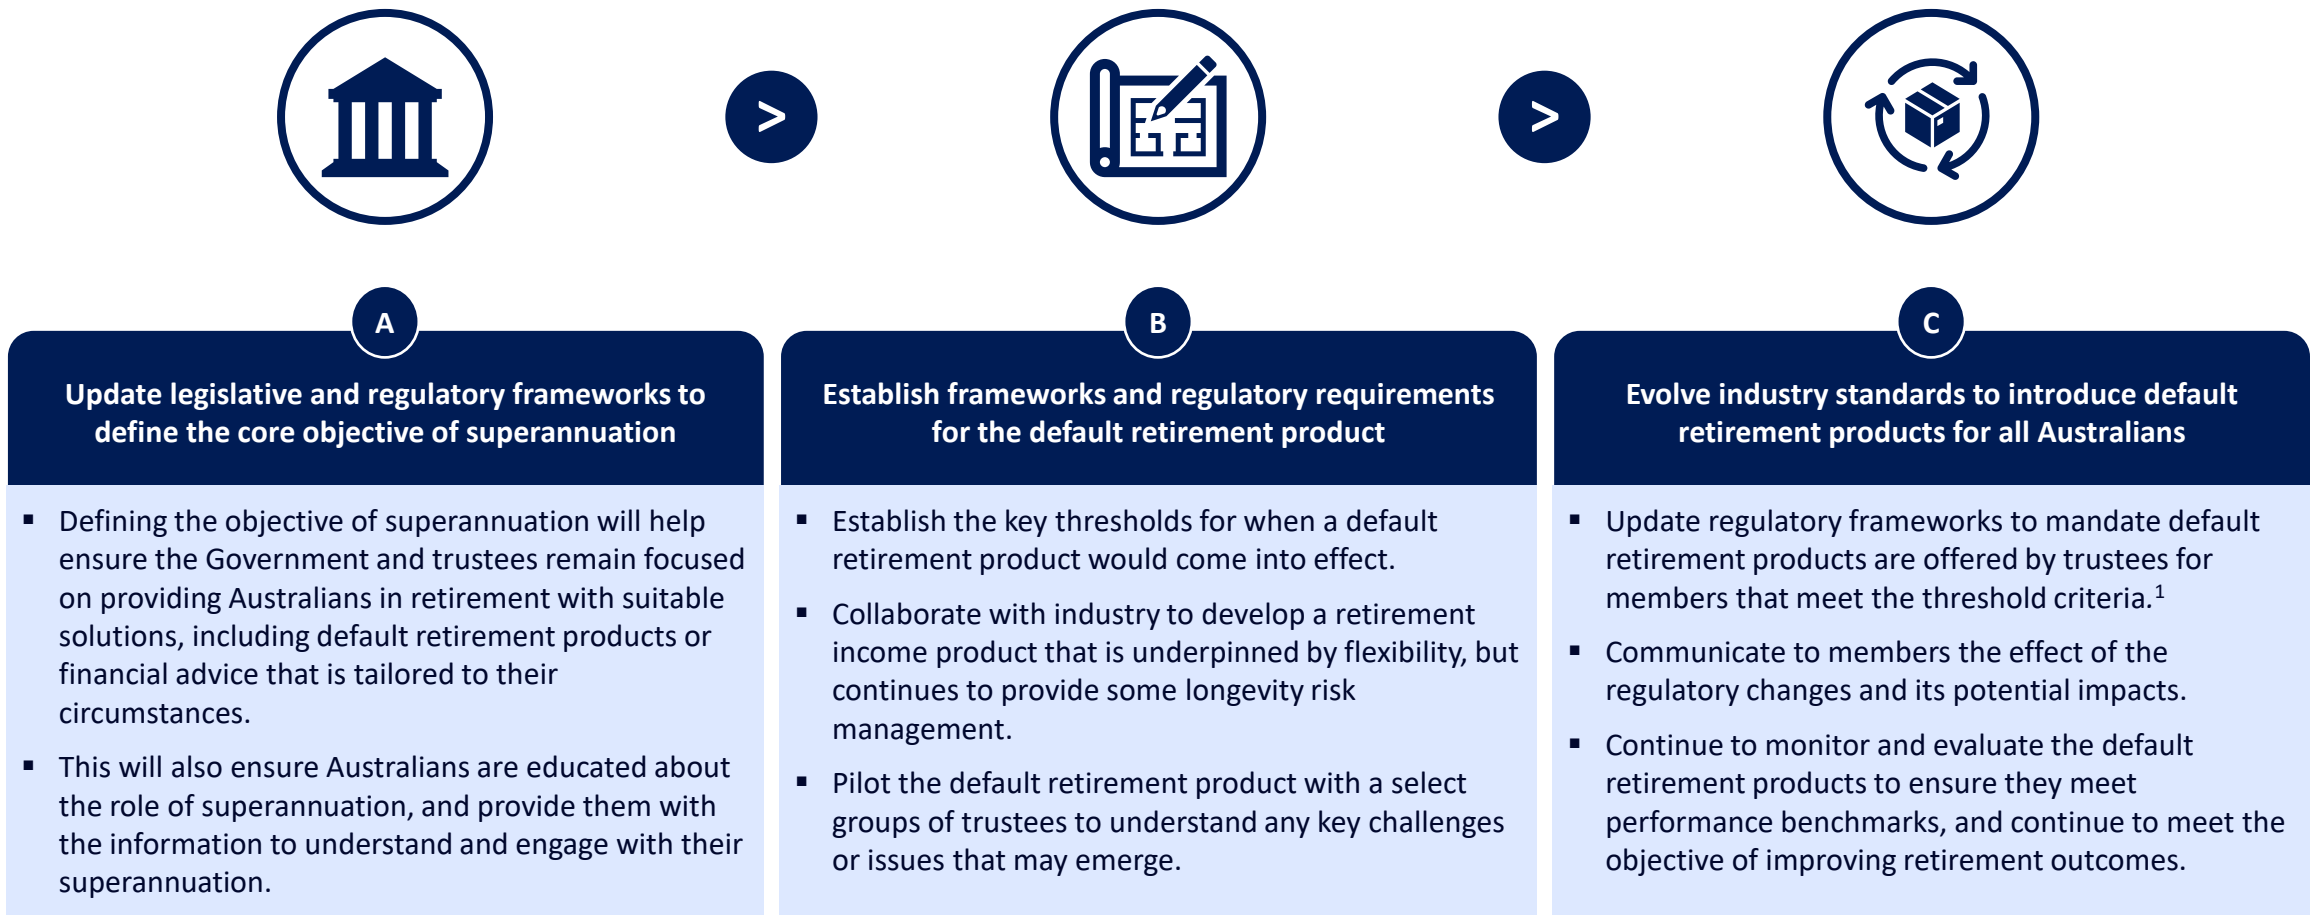 >
>
A
Update legislative and regulatory frameworks to
define the core objective of superannuation
▪ Defining the objective of superannuation will help
ensure the Government and trustees remain focused
on providing Australians in retirement with suitable
solutions, including default retirement products or
financial advice that is tailored to their
circumstances.
▪ This will also ensure Australians are educated about
the role of superannuation, and provide them with
the information to understand and engage with their
superannuation.
B
Establish frameworks and regulatory requirements
for the default retirement product
▪ Establish the key thresholds for when a default
retirement product would come into effect.
▪ Collaborate with industry to develop a retirement
income product that is underpinned by flexibility, but
continues to provide some longevity risk
management.
▪ Pilot the default retirement product with a select
groups of trustees to understand any key challenges
or issues that may emerge.
C
Evolve industry standards to introduce default
retirement products for all Australians
▪ Update regulatory frameworks to mandate default
retirement products are offered by trustees for
members that meet the threshold criteria.¹
▪ Communicate to members the effect of the
regulatory changes and its potential impacts.
▪ Continue to monitor and evaluate the default
retirement products to ensure they meet
performance benchmarks, and continue to meet the
objective of improving retirement outcomes.